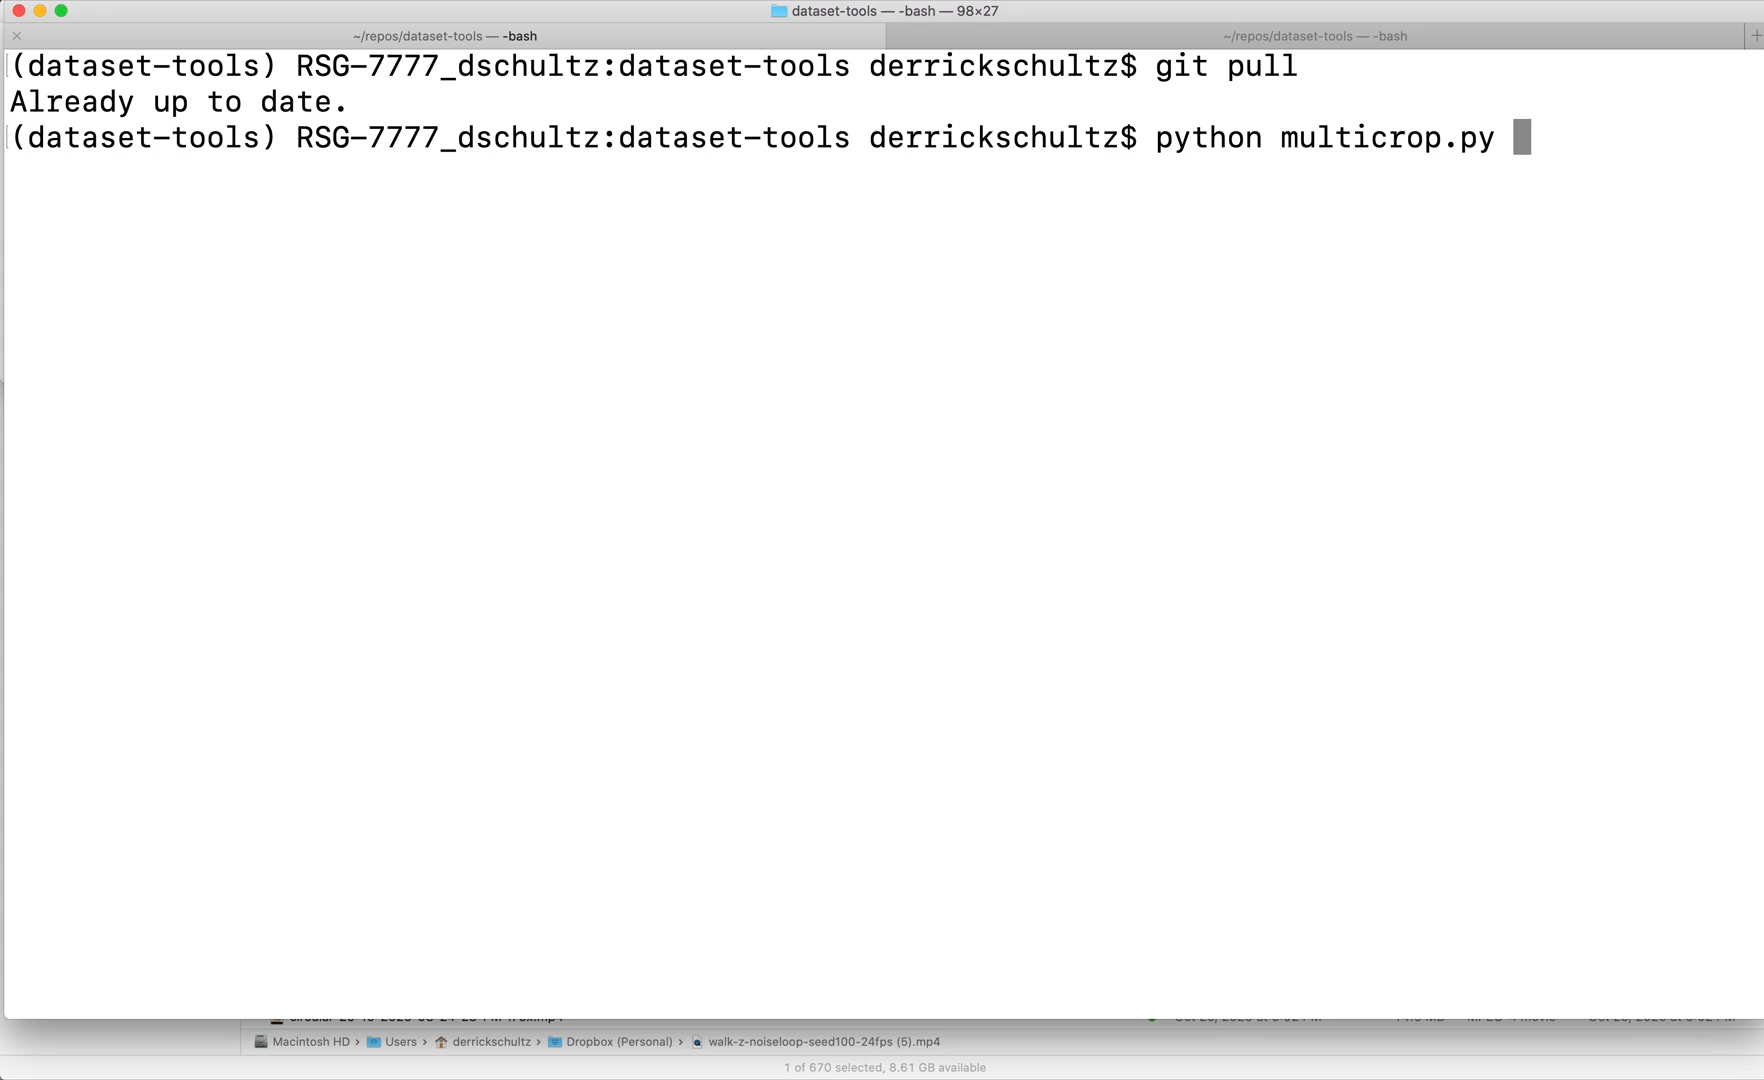 dataset-tools — -bash — 98×27
~/repos/dataset-tools — -bash
~/repos/dataset-tools — -bash
(dataset-tools) RSG-7777_dschultz:dataset-tools derrickschultz$ git pull
Already up to date.
(dataset-tools) RSG-7777_dschultz:dataset-tools derrickschultz$ python multicrop.py
Macintosh HD › Users › derrickschultz › Dropbox (Personal) › walk-z-noiseloop-seed100-24fps (5).mp4
1 of 670 selected, 8.61 GB available